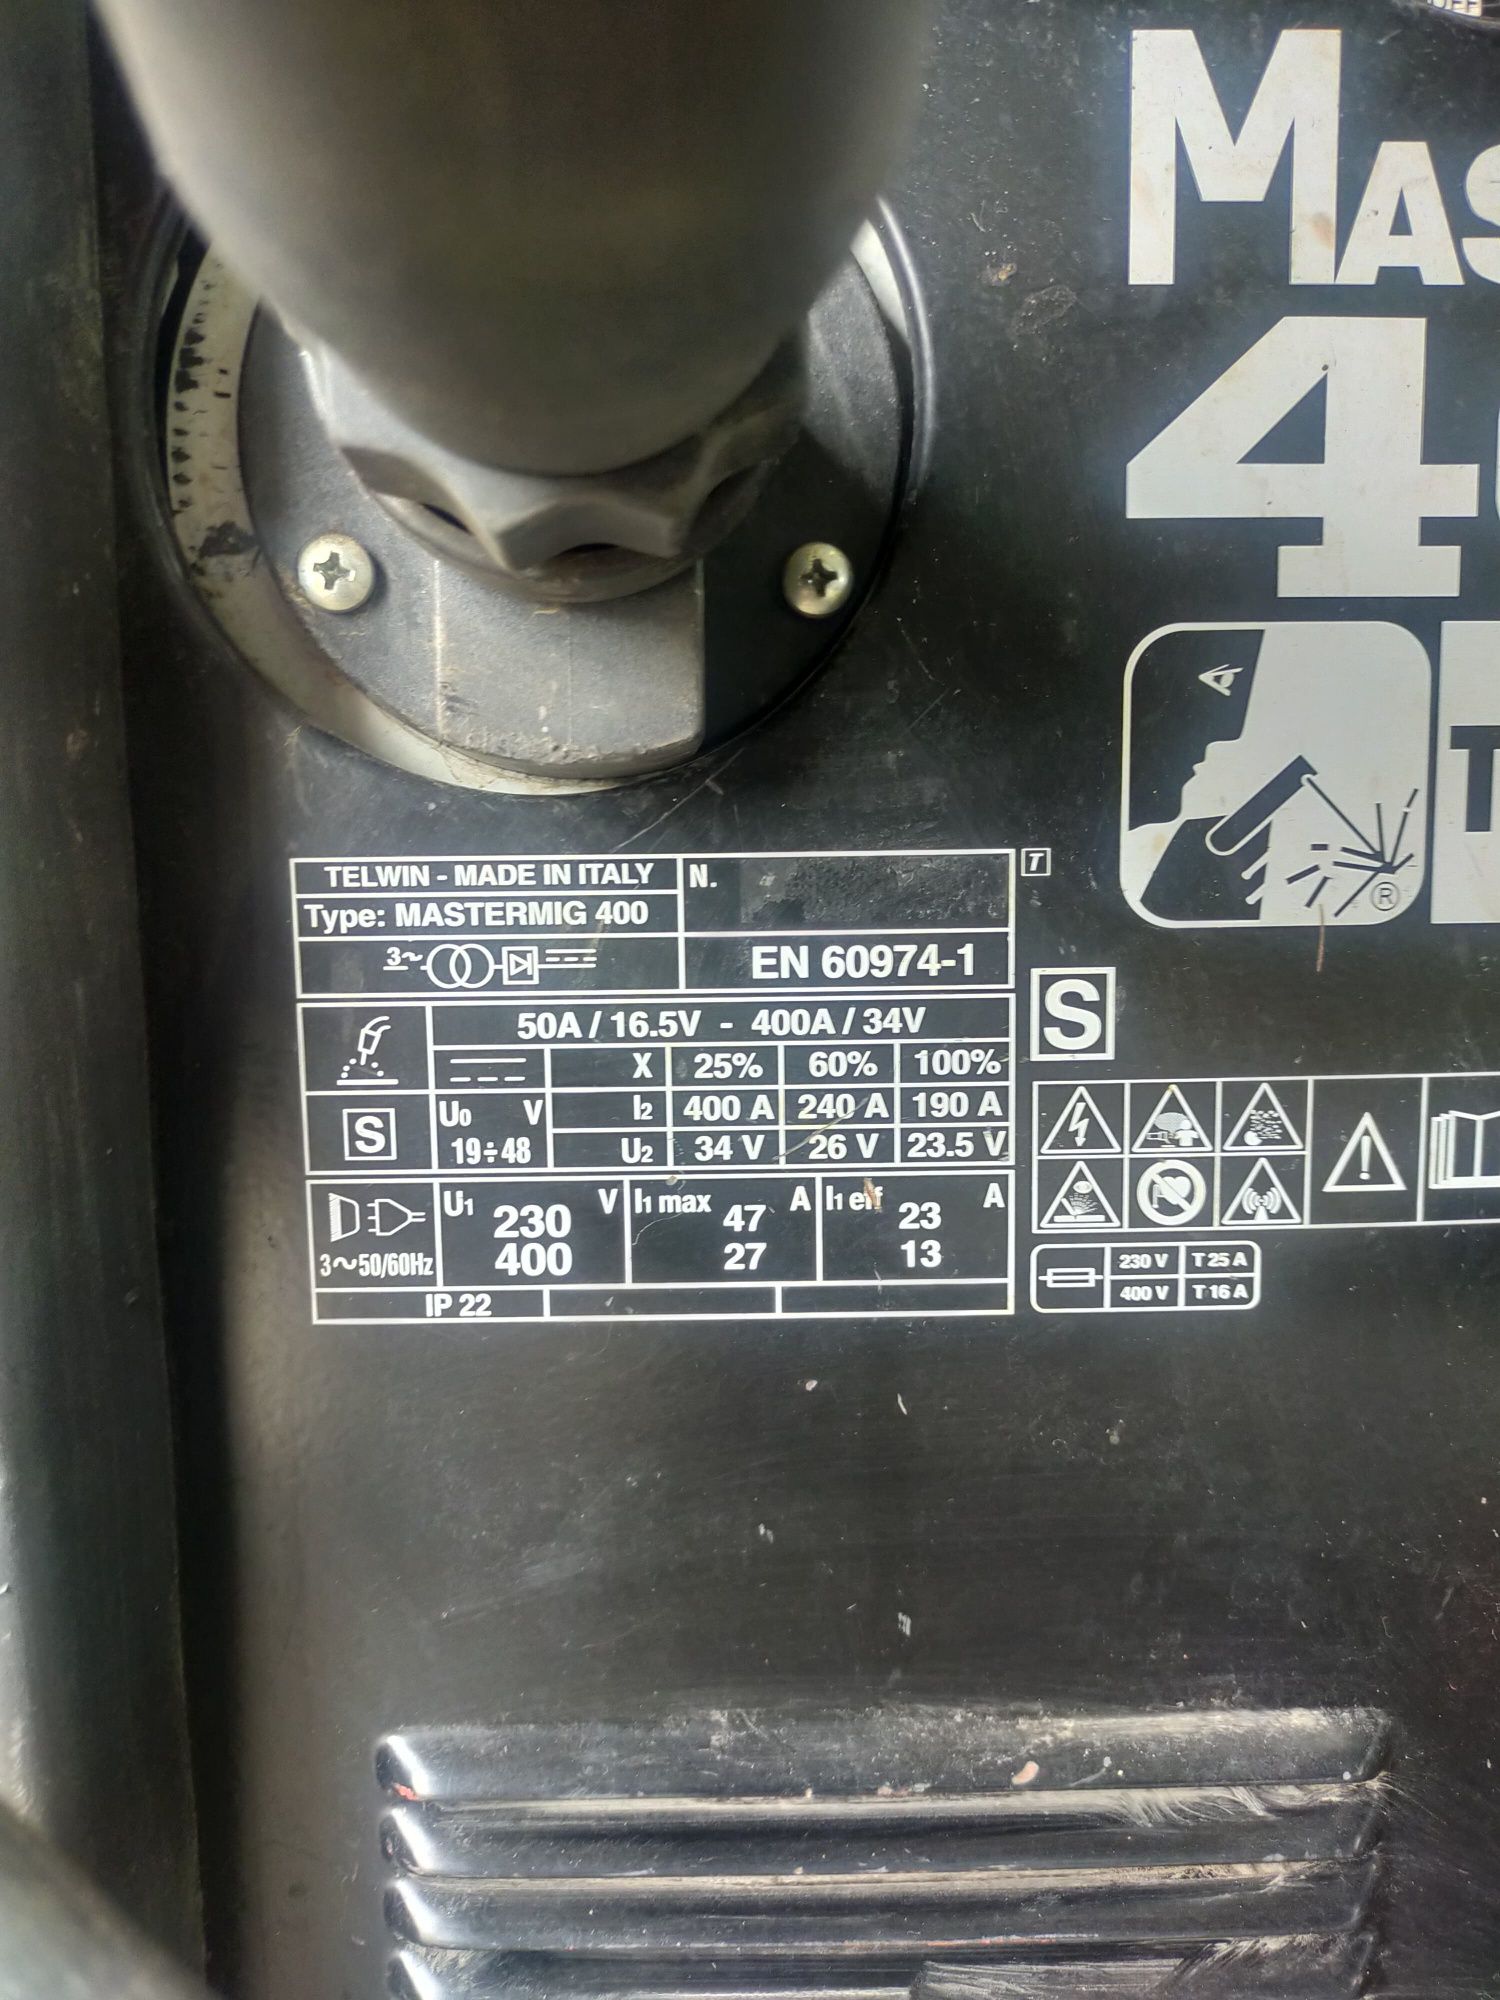 MAS
4
TELWIN - MADE IN ITALY
N.
T
Type: MASTERMIG 400
3~
EN 60974-1
S
50A / 16.5V - 400A / 34V
X 25% 60% 100%
S
U0 V
19÷48
I2 400 A 240 A 190 A
U2 34 V 26 V 23.5 V
U1 V
230
400
I1 max A
47
27
I1 eff A
23
13
3~50/60Hz
IP 22
230 V T 25 A
400 V T 16 A
®
T